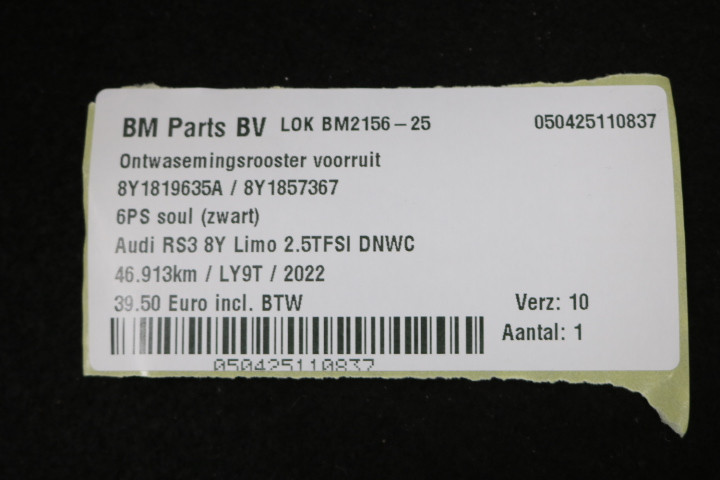 BM Parts BV LOK BM2156-25 050425110837
Ontwasemingsrooster voorruit
8Y1819635A / 8Y1857367
6PS soul (zwart)
Audi RS3 8Y Limo 2.5TFSI DNWC
46.913km / LY9T / 2022
39.50 Euro incl. BTW Verz: 10
Aantal: 1
050425110837